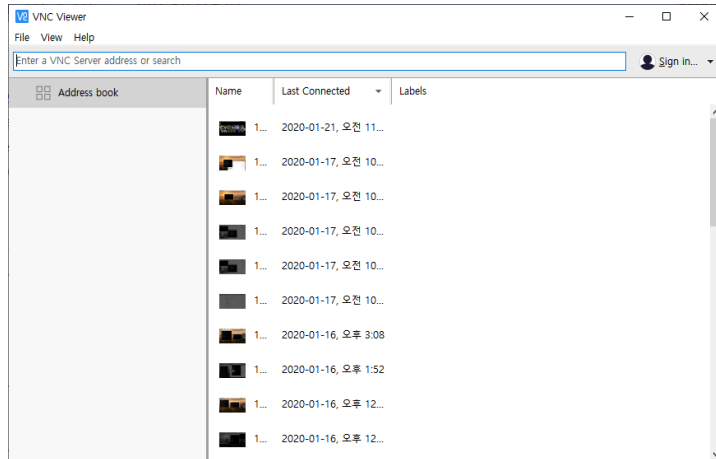 VNC Viewer
File View Help
Enter a VNC Server address or search
Sign in...
Address book
Name Last Connected Labels
1... 2020-01-21, 오전 11...
1... 2020-01-17, 오전 10...
1... 2020-01-17, 오전 10...
1... 2020-01-17, 오전 10...
1... 2020-01-17, 오전 10...
1... 2020-01-17, 오전 10...
1... 2020-01-16, 오후 3:08
1... 2020-01-16, 오후 1:52
1... 2020-01-16, 오후 12...
1... 2020-01-16, 오후 12...